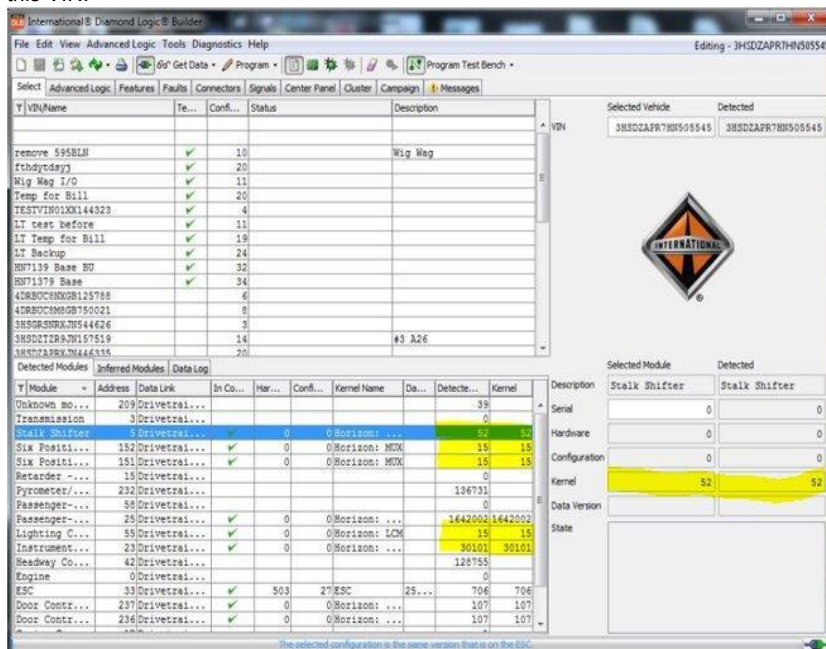 International® Diamond Logic® Builder
File Edit View Advanced Logic Tools Diagnostics Help
Editing - 3HSDZAPR7HN505545
Get Data Program Program Test Bench
Select Advanced Logic Features Faults Connectors Signals Center Panel Cluster Campaign Messages
VIN/Name Te... Confi... Status Description
remove 595BLN 10 Wig Wag
fthdytdsyj 20
Wig Wag I/O 11
Temp for Bill 20
TESTVIN01XX144323 4
LT test before 11
LT Temp for Bill 19
LT Backup 24
HN7139 Base BU 32
HN71379 Base 34
4DRBUC8NXGB125788 6
4DRBUC8M8GB750021 8
3HSGRSNRXJN544626 3
3HSDZTZR9JN157519 14 #3 A26
3HSDZAPRXJN446335 20
Selected Vehicle Detected
VIN 3HSDZAPR7HN505545 3HSDZAPR7HN505545
INTERNATIONAL
®
Detected Modules Inferred Modules Data Log
Module Address Data Link In Co... Har... Confi... Kernel Name Da... Detecte... Kernel
Unknown mo... 209 Drivetrai... 39
Transmission 3 Drivetrai... 0
Stalk Shifter 5 Drivetrai... 0 0 Horizon: ... 52 52
Six Positi... 152 Drivetrai... 0 0 Horizon: MUX 15 15
Six Positi... 151 Drivetrai... 0 0 Horizon: MUX 15 15
Retarder -... 15 Drivetrai... 0
Pyrometer/... 232 Drivetrai... 136731
Passenger-... 58 Drivetrai... 0
Passenger-... 25 Drivetrai... 0 0 Horizon: ... 1642002 1642002
Lighting C... 55 Drivetrai... 0 0 Horizon: LCM 15 15
Instrument... 23 Drivetrai... 0 0 Horizon: ... 30101 30101
Headway Co... 42 Drivetrai... 128755
Engine 0 Drivetrai... 0
ESC 33 Drivetrai... 503 27 ESC 25... 706 706
Door Contr... 237 Drivetrai... 0 0 Horizon: ... 107 107
Door Contr... 236 Drivetrai... 0 0 Horizon: ... 107 107
Selected Module Detected
Description Stalk Shifter Stalk Shifter
Serial 0 0
Hardware 0 0
Configuration 0 0
Kernel 52 52
Data Version
State
The selected configuration is the same version that is on the ESC.